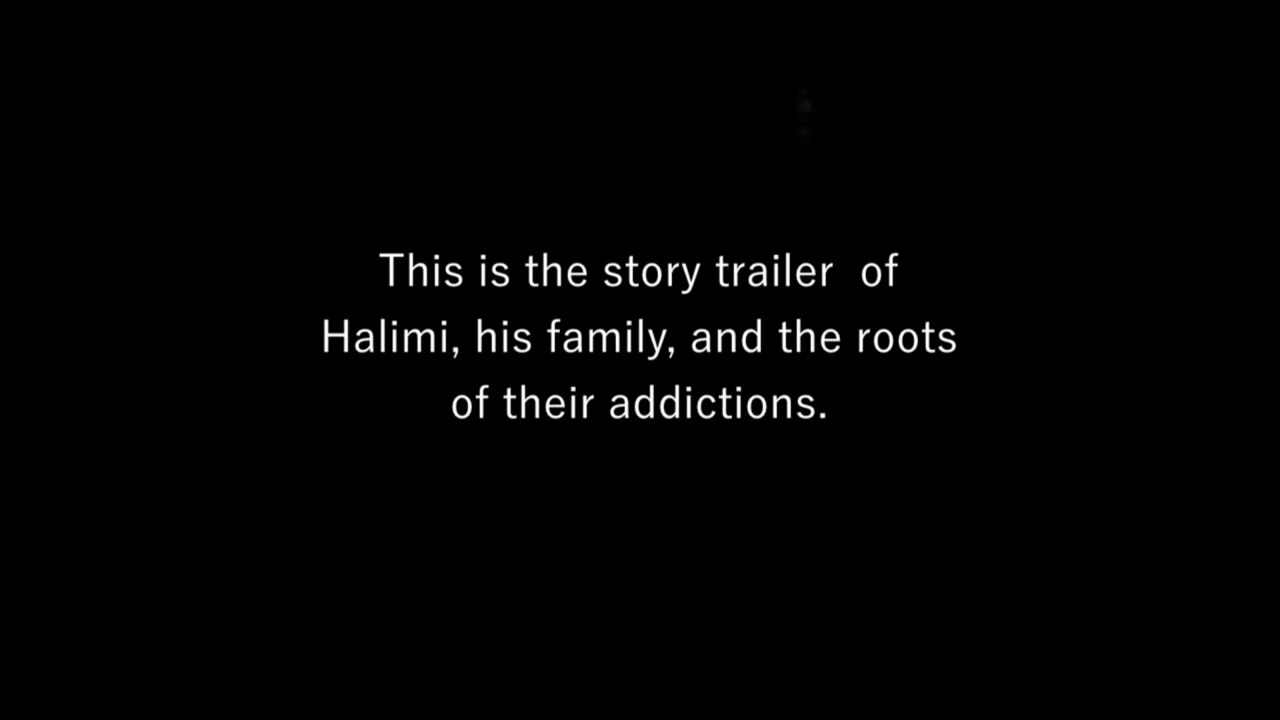 This is the story trailer  of
Halimi, his family, and the roots
of their addictions.